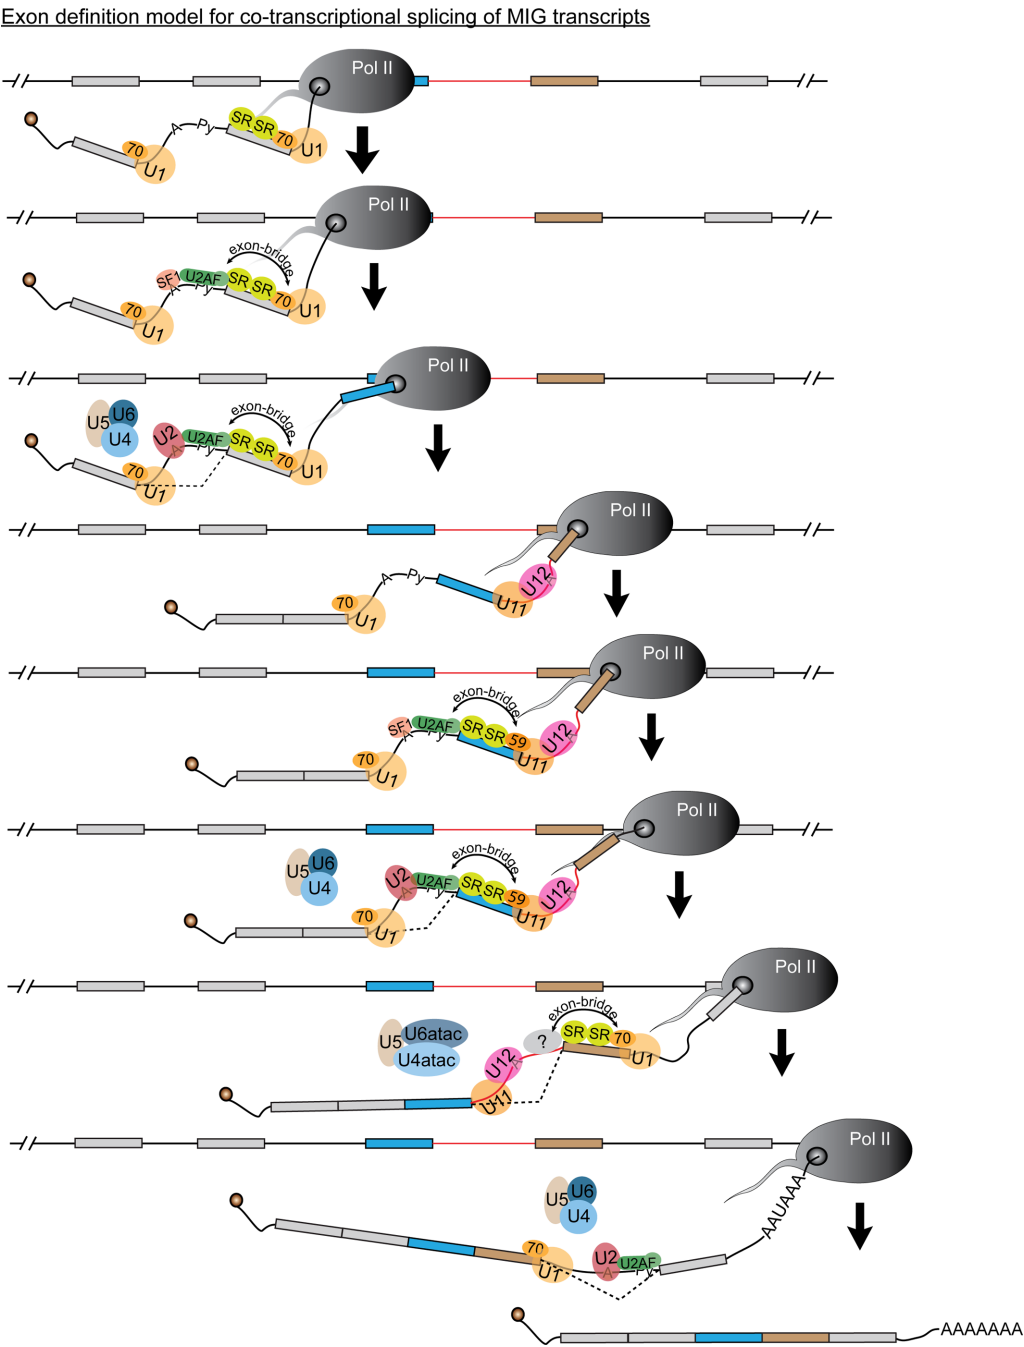 Exon definition model for co-transcriptional splicing of MIG transcripts
Pol II
SR SR 70 U1
70 U1 A Py
Pol II
exon-bridge
SF1 U2AF SR SR 70 U1
A Py
70 U1
Pol II
exon-bridge
U5 U6 U4
U2 U2AF SR SR 70 U1
A Py
70 U1
Pol II
A Py U11 U12 A
70 U1
Pol II
exon-bridge
SF1 U2AF SR SR 59 U11 U12 A
A Py
70 U1
Pol II
exon-bridge
U5 U6 U4
U2 U2AF SR SR 59 U11 U12 A
A Py
70 U1
Pol II
exon-bridge
U5 U6atac U4atac
U12 A ? SR SR 70 U1
U11
Pol II
AAUAAA
U5 U6 U4
70 U1 U2 U2AF
A Py
AAAAAAA